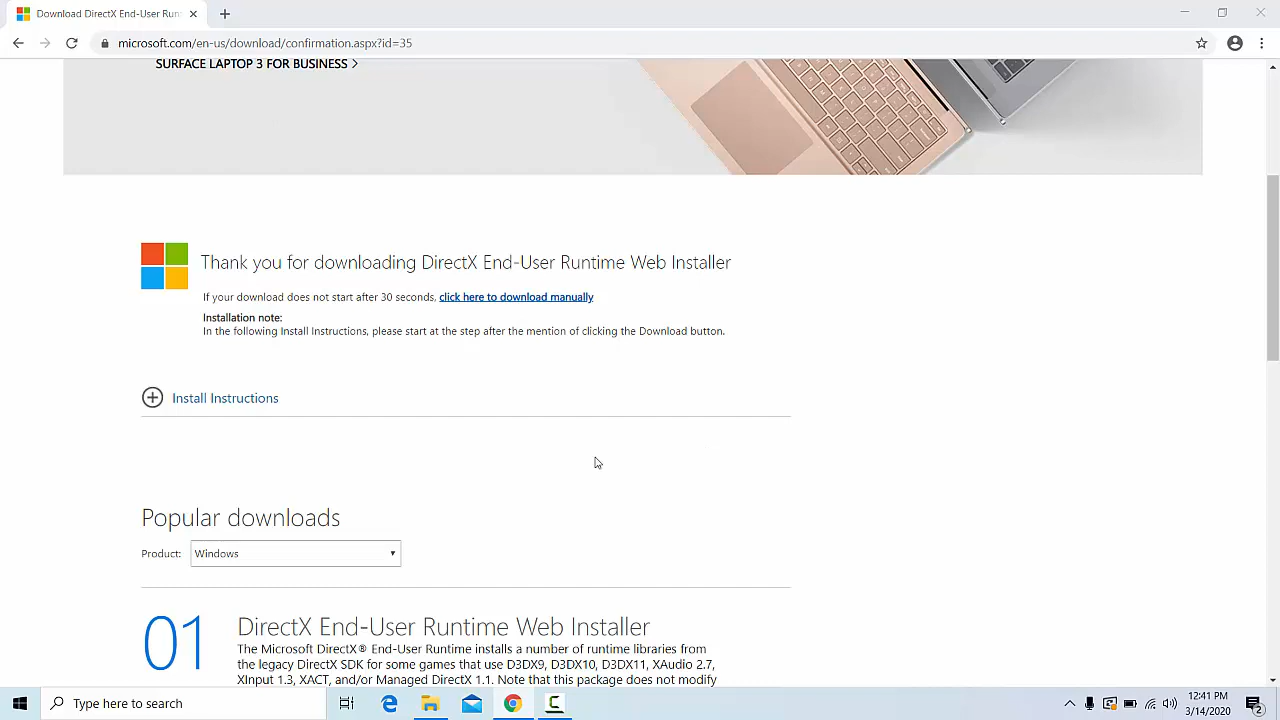 Download DirectX End-User Run
microsoft.com/en-us/download/confirmation.aspx?id=35
SURFACE LAPTOP 3 FOR BUSINESS >
Thank you for downloading DirectX End-User Runtime Web Installer
If your download does not start after 30 seconds, click here to download manually
Installation note:
In the following Install Instructions, please start at the step after the mention of clicking the Download button.
Install Instructions
Popular downloads
Product: Windows
01
DirectX End-User Runtime Web Installer
The Microsoft DirectX® End-User Runtime installs a number of runtime libraries from
the legacy DirectX SDK for some games that use D3DX9, D3DX10, D3DX11, XAudio 2.7,
XInput 1.3, XACT, and/or Managed DirectX 1.1. Note that this package does not modify
Type here to search
12:41 PM
3/14/2020
2